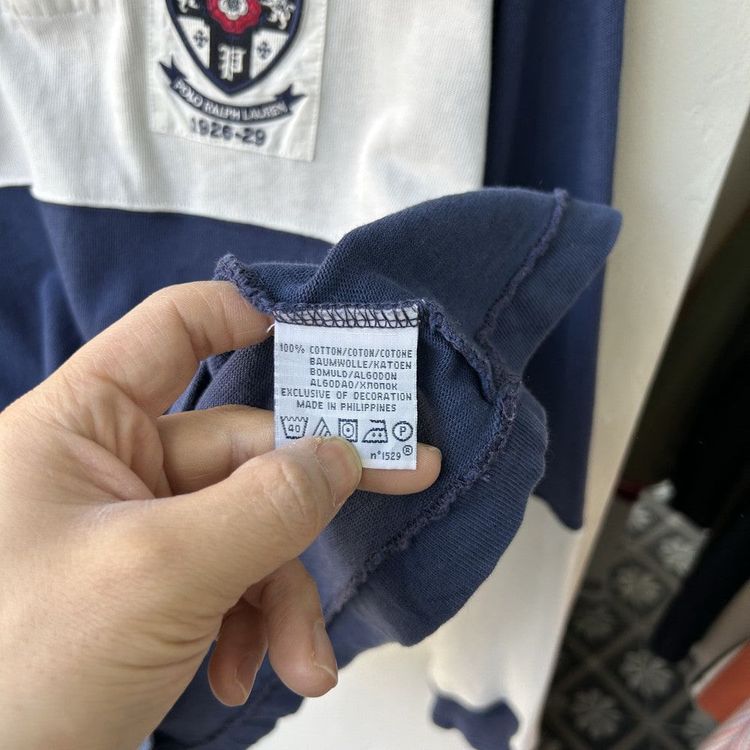 P
POLO RALPH LAUREN
1926-29
100% COTTON/COTON/COTONE
BAUMWOLLE/KATOEN
BOMULD/ALGODON
ALGODAO/ХЛОПОК
EXCLUSIVE OF DECORATION
MADE IN PHILIPPINES
40 P
n°1529®